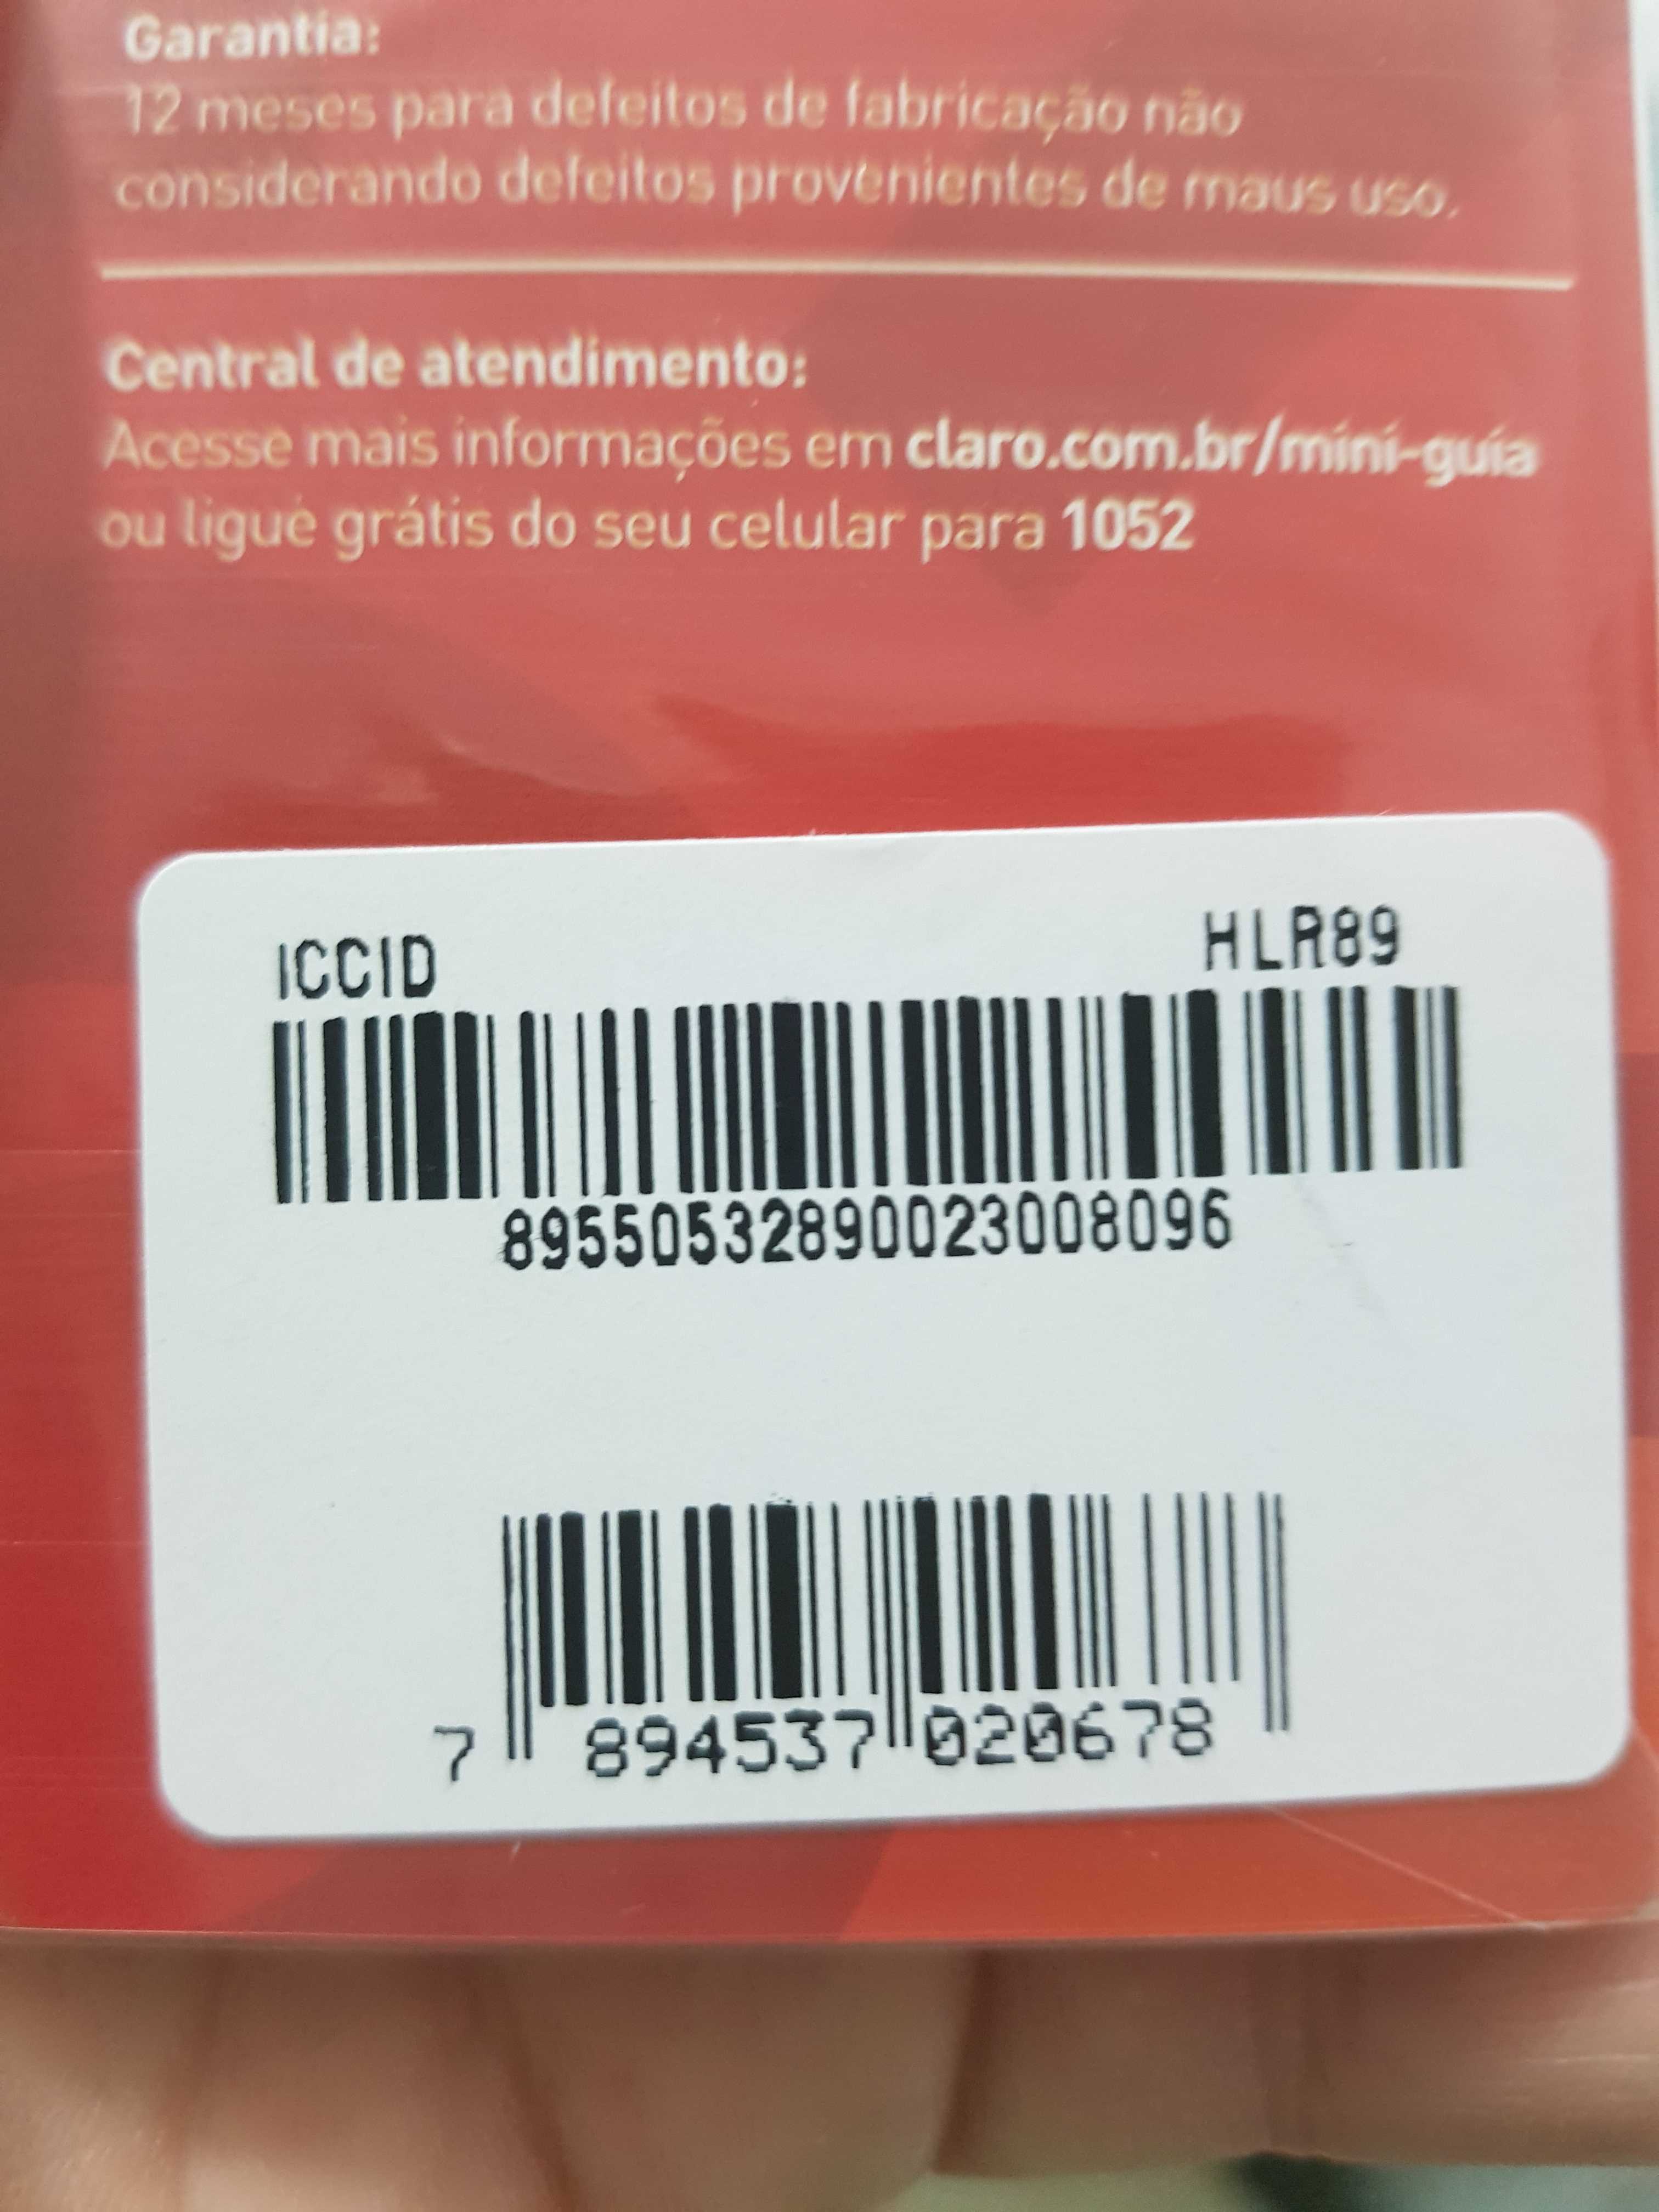 Garantia:
12 meses para defeitos de fabricação não
considerando defeitos provenientes de maus uso.
Central de atendimento:
Acesse mais informações em claro.com.br/mini-guia
ou ligue grátis do seu celular para 1052
ICCID HLR89
89550532890023008096
7 894537 020678